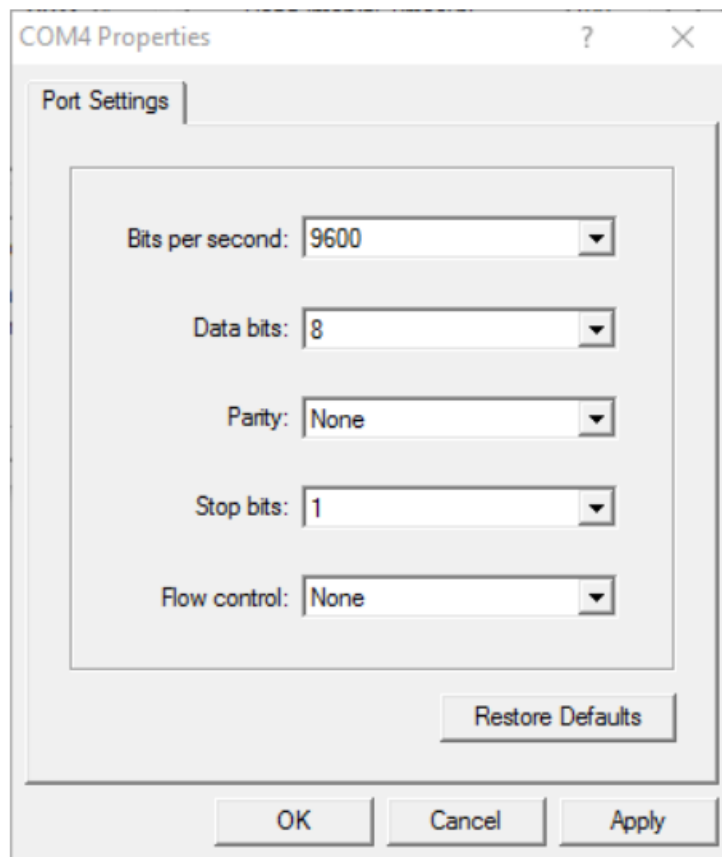 COM4 Properties ? ×
Port Settings
Bits per second: 9600
Data bits: 8
Parity: None
Stop bits: 1
Flow control: None
Restore Defaults
OK Cancel Apply